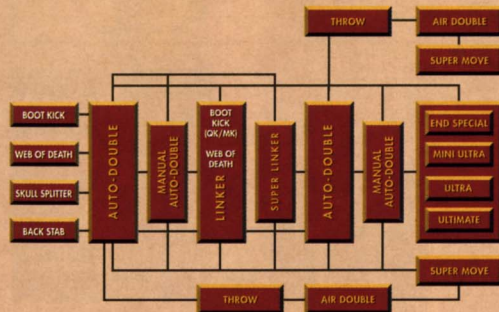 THROW
AIR DOUBLE
SUPER MOVE
BOOT KICK
WEB OF DEATH
SKULL SPLITTER
BACK STAB
AUTO-DOUBLE
MANUAL
AUTO-DOUBLE
BOOT
KICK
(QK/MK)
WEB OF
DEATH
LINKER
SUPER LINKER
AUTO-DOUBLE
MANUAL
AUTO-DOUBLE
END SPECIAL
MINI ULTRA
ULTRA
ULTIMATE
SUPER MOVE
THROW
AIR DOUBLE